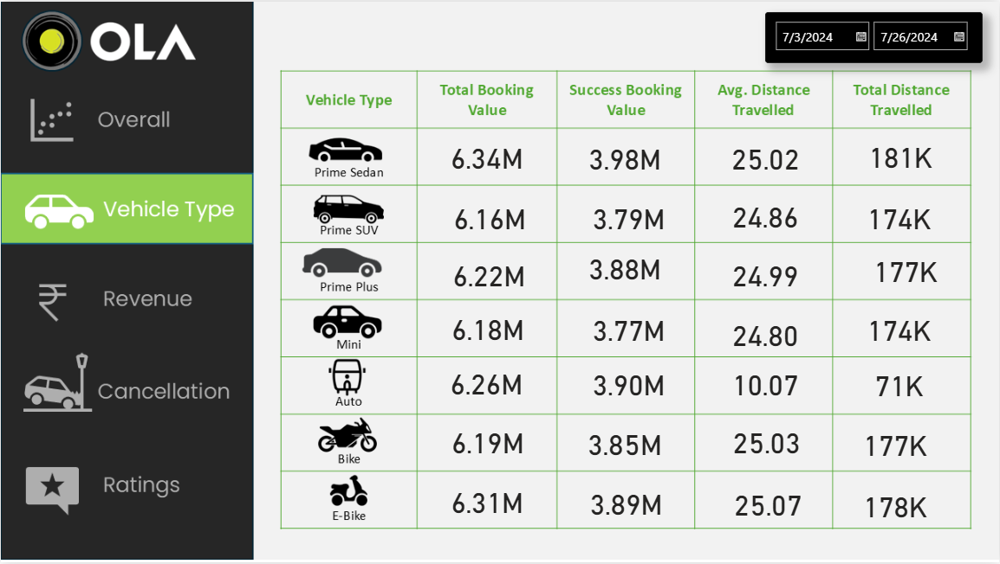 OLA
7/3/2024 7/26/2024
Overall
Vehicle Type
Revenue
Cancellation
Ratings
Vehicle Type Total Booking Value Success Booking Value Avg. Distance Travelled Total Distance Travelled
Prime Sedan 6.34M 3.98M 25.02 181K
Prime SUV 6.16M 3.79M 24.86 174K
Prime Plus 6.22M 3.88M 24.99 177K
Mini 6.18M 3.77M 24.80 174K
Auto 6.26M 3.90M 10.07 71K
Bike 6.19M 3.85M 25.03 177K
E-Bike 6.31M 3.89M 25.07 178K